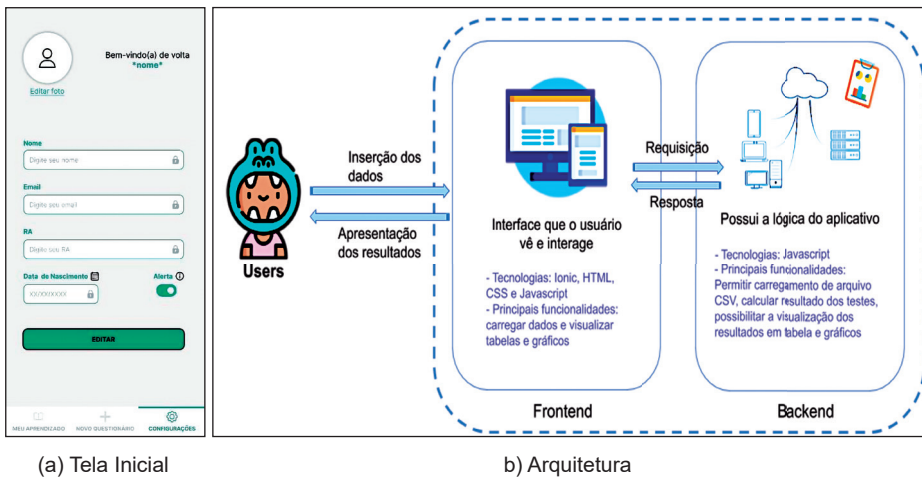 Bem-vindo(a) de volta
*nome*
Editar foto
Nome
Digite seu nome
Email
Digite seu email
RA
Digite seu RA
Data de Nascimento
Alerta
XX/XX/XXXX
EDITAR
MEU APRENDIZADO
NOVO QUESTIONÁRIO
CONFIGURAÇÕES
(a) Tela Inicial
Inserção dos
dados
Apresentação
dos resultados
Users
Interface que o usuário
vê e interage
- Tecnologias: Ionic, HTML,
CSS e Javascript
- Principais funcionalidades:
carregar dados e visualizar
tabelas e gráficos
Frontend
Requisição
Resposta
Possui a lógica do aplicativo
- Tecnologias: Javascript
- Principais funcionalidades:
Permitir carregamento de arquivo
CSV, calcular resultado dos testes,
possibilitar a visualização dos
resultados em tabela e gráficos
Backend
b) Arquitetura